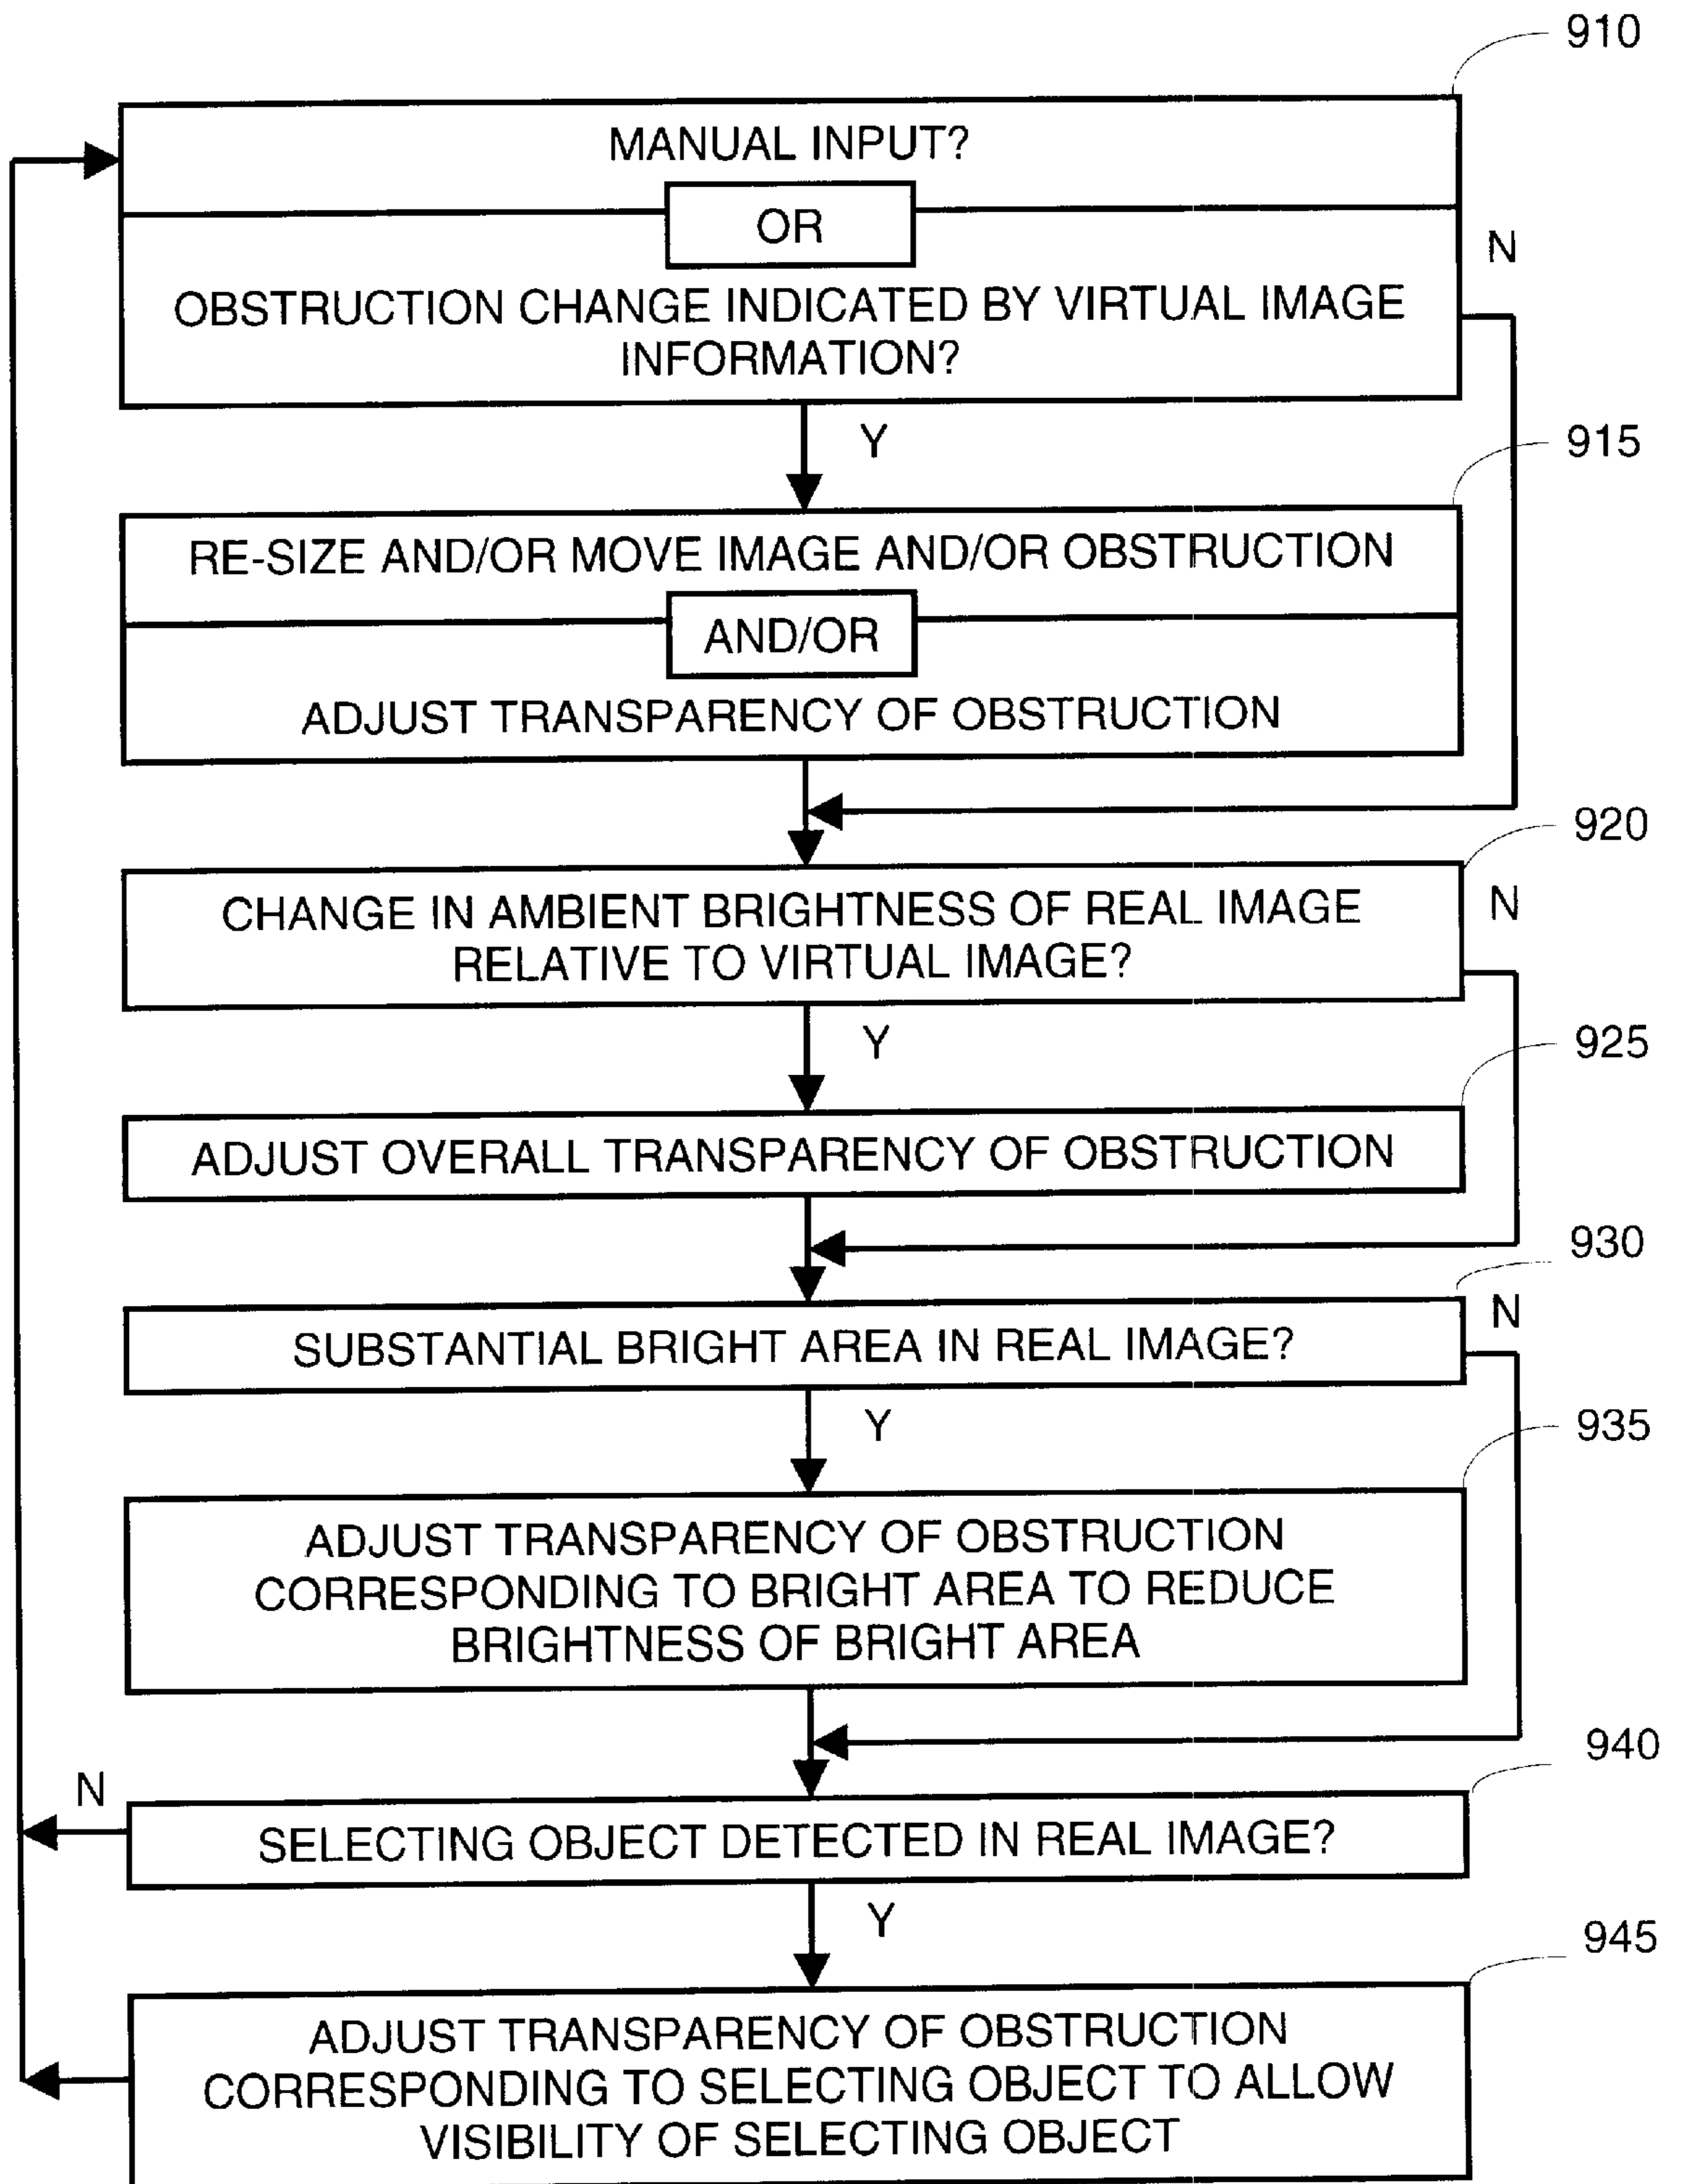 910
MANUAL INPUT?
OR
N
OBSTRUCTION CHANGE INDICATED BY VIRTUAL IMAGE
INFORMATION?
Y
915
RE-SIZE AND/OR MOVE IMAGE AND/OR OBSTRUCTION
AND/OR
ADJUST TRANSPARENCY OF OBSTRUCTION
920
CHANGE IN AMBIENT BRIGHTNESS OF REAL IMAGE
N
RELATIVE TO VIRTUAL IMAGE?
Y
925
ADJUST OVERALL TRANSPARENCY OF OBSTRUCTION
930
N
SUBSTANTIAL BRIGHT AREA IN REAL IMAGE?
Y
935
ADJUST TRANSPARENCY OF OBSTRUCTION
CORRESPONDING TO BRIGHT AREA TO REDUCE
BRIGHTNESS OF BRIGHT AREA
940
N
SELECTING OBJECT DETECTED IN REAL IMAGE?
Y
945
ADJUST TRANSPARENCY OF OBSTRUCTION
CORRESPONDING TO SELECTING OBJECT TO ALLOW
VISIBILITY OF SELECTING OBJECT